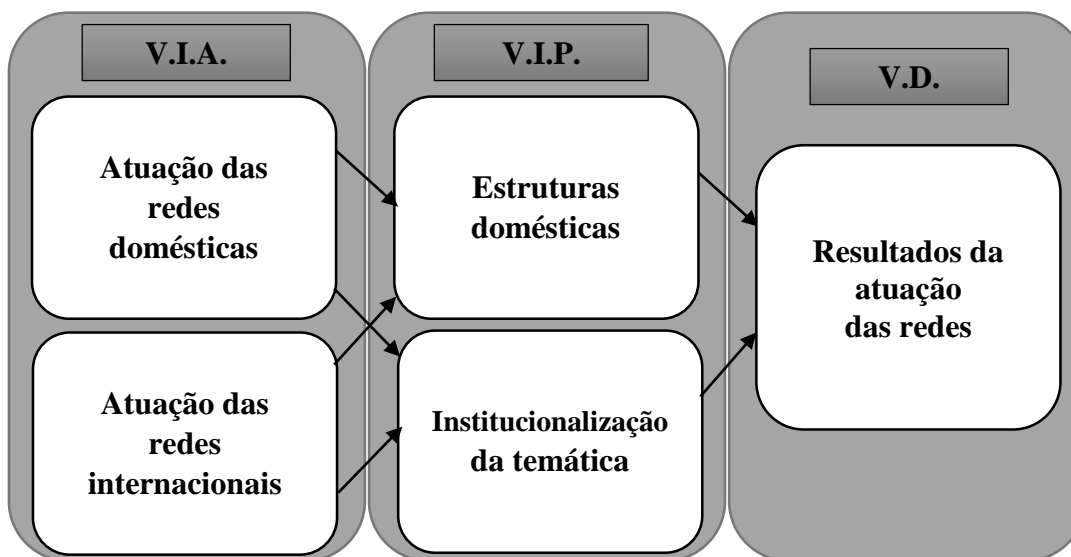 V.I.A.
Atuação das
redes
domésticas
Atuação das
redes
internacionais
V.I.P.
Estruturas
domésticas
Institucionalização
da temática
V.D.
Resultados da
atuação
das redes